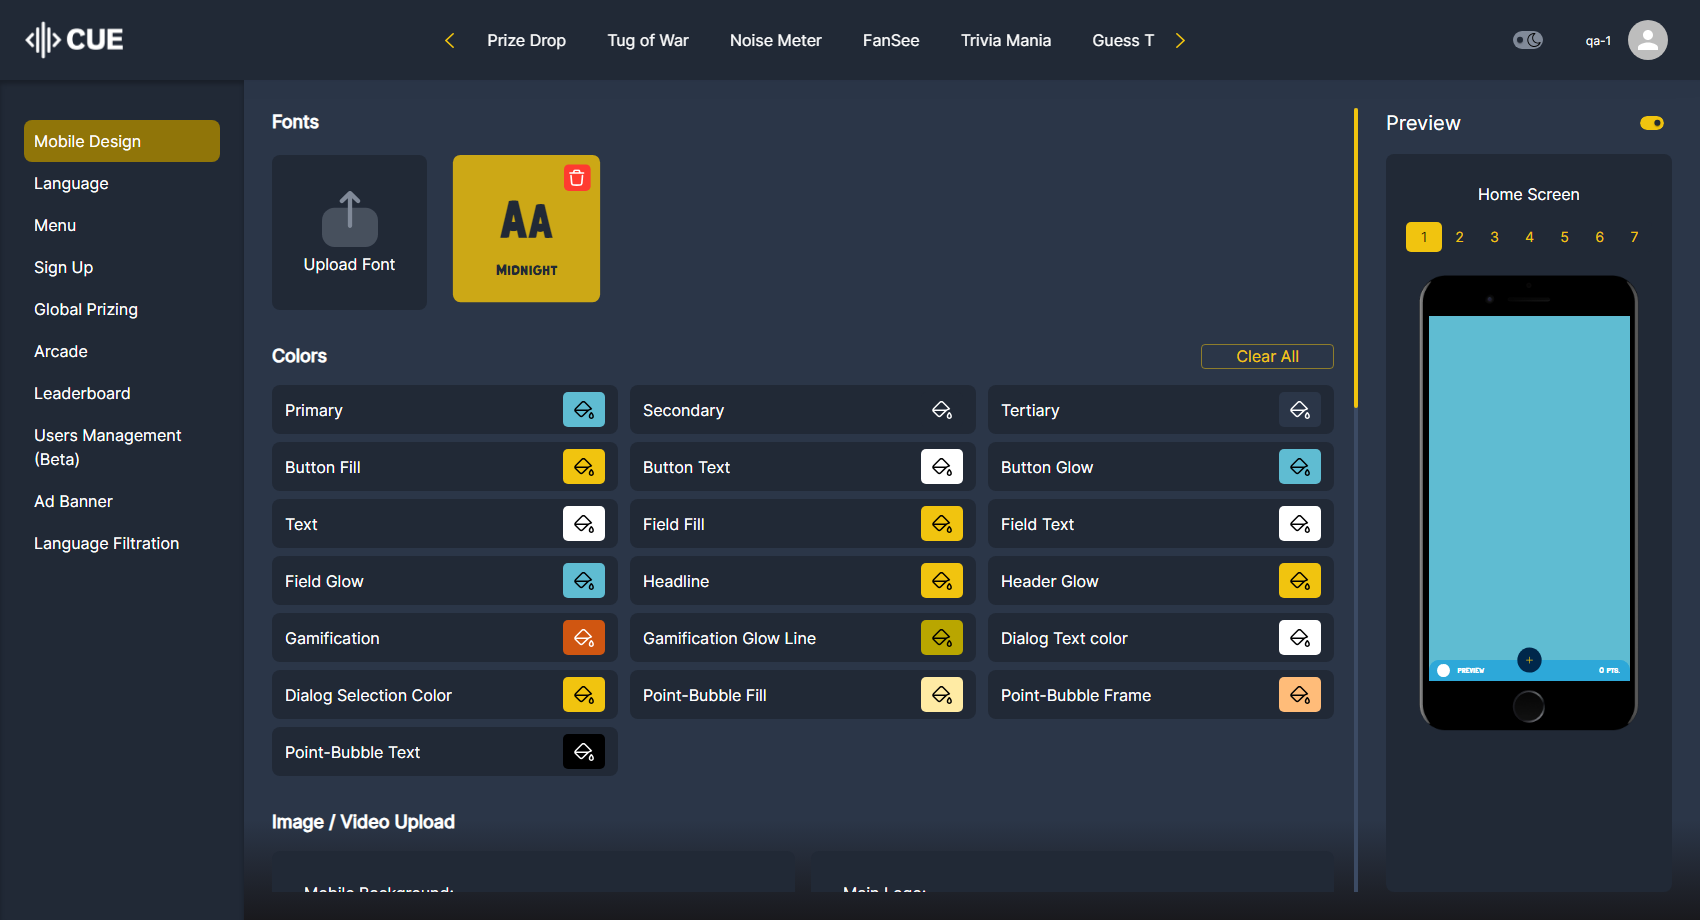 CUE
Prize Drop
Tug of War
Noise Meter
FanSee
Trivia Mania
Guess T
qa-1
Mobile Design
Language
Menu
Sign Up
Global Prizing
Arcade
Leaderboard
Users Management
(Beta)
Ad Banner
Language Filtration
Fonts
Upload Font
AA
MIDNIGHT
Colors
Clear All
Primary
Secondary
Tertiary
Button Fill
Button Text
Button Glow
Text
Field Fill
Field Text
Field Glow
Headline
Header Glow
Gamification
Gamification Glow Line
Dialog Text color
Dialog Selection Color
Point-Bubble Fill
Point-Bubble Frame
Point-Bubble Text
Image / Video Upload
Mobile Background:
Main Logo:
Preview
Home Screen
1 2 3 4 5 6 7
PREVIEW
0 PTS.